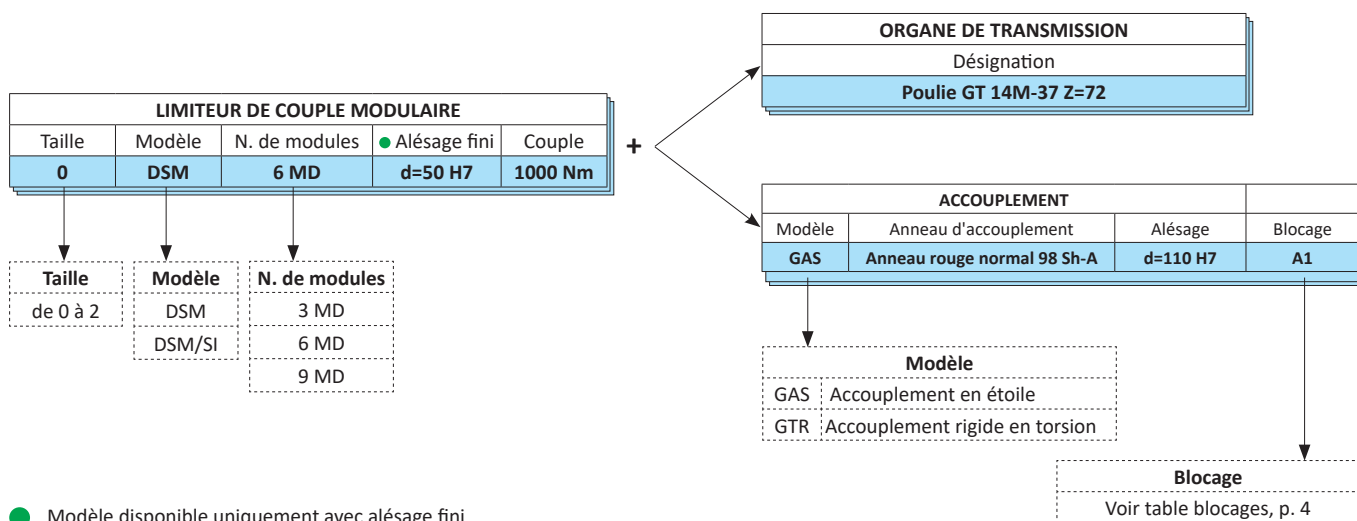 ORGANE DE TRANSMISSION
Désignation
Poulie GT 14M-37 Z=72
LIMITEUR DE COUPLE MODULAIRE
Taille Modèle N. de modules Alésage fini Couple
0 DSM 6 MD d=50 H7 1000 Nm
+
ACCOUPLEMENT
Modèle Anneau d'accouplement Alésage Blocage
GAS Anneau rouge normal 98 Sh-A d=110 H7 A1
Taille
de 0 à 2
Modèle
DSM
DSM/SI
N. de modules
3 MD
6 MD
9 MD
Modèle
GAS Accouplement en étoile
GTR Accouplement rigide en torsion
Blocage
Voir table blocages, p. 4
Modèle disponible uniquement avec alésage fini